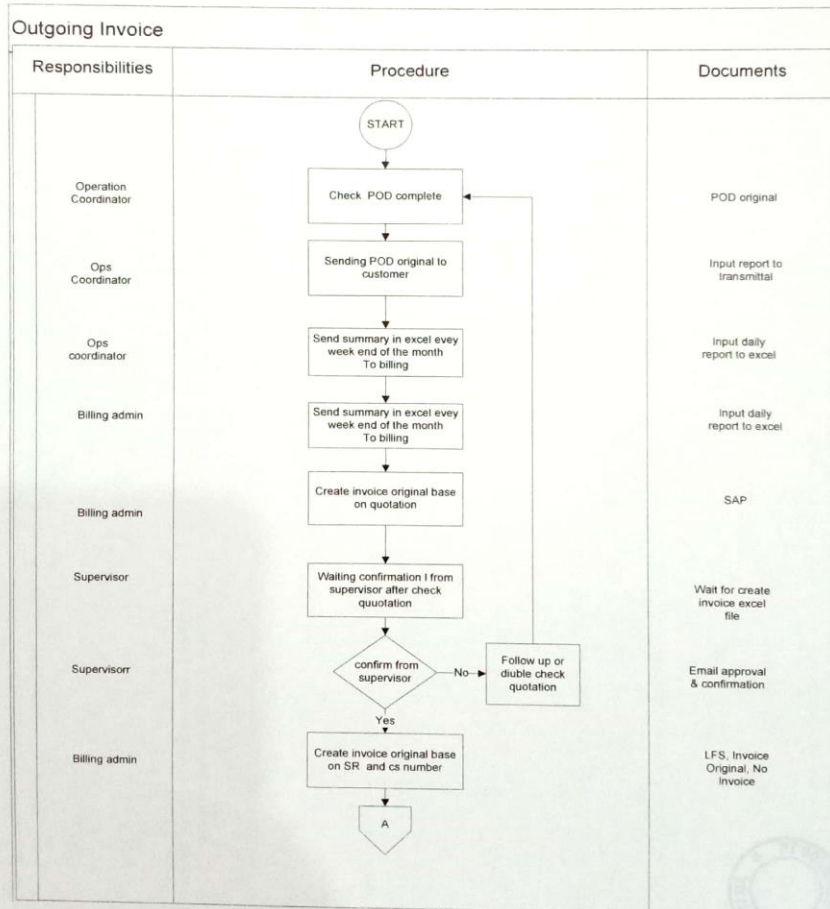 Outgoing Invoice
Responsibilities
Procedure
Documents
START
Operation
Coordinator
Check POD complete
POD original
Ops
Coordinator
Sending POD original to
customer
Input report to
transmittal
Ops
coordinator
Send summary in excel evey
week end of the month
To billing
Input daily
report to excel
Billing admin
Send summary in excel evey
week end of the month
To billing
Input daily
report to excel
Billing admin
Create invoice original base
on quotation
SAP
Supervisor
Waiting confirmation I from
supervisor after check
quuotation
Wait for create
invoice excel
file
Supervisorr
confirm from
supervisor
No
Follow up or
diuble check
quotation
Email approval
& confirmation
Yes
Billing admin
Create invoice original base
on SR and cs number
LFS, Invoice
Original, No
Invoice
A